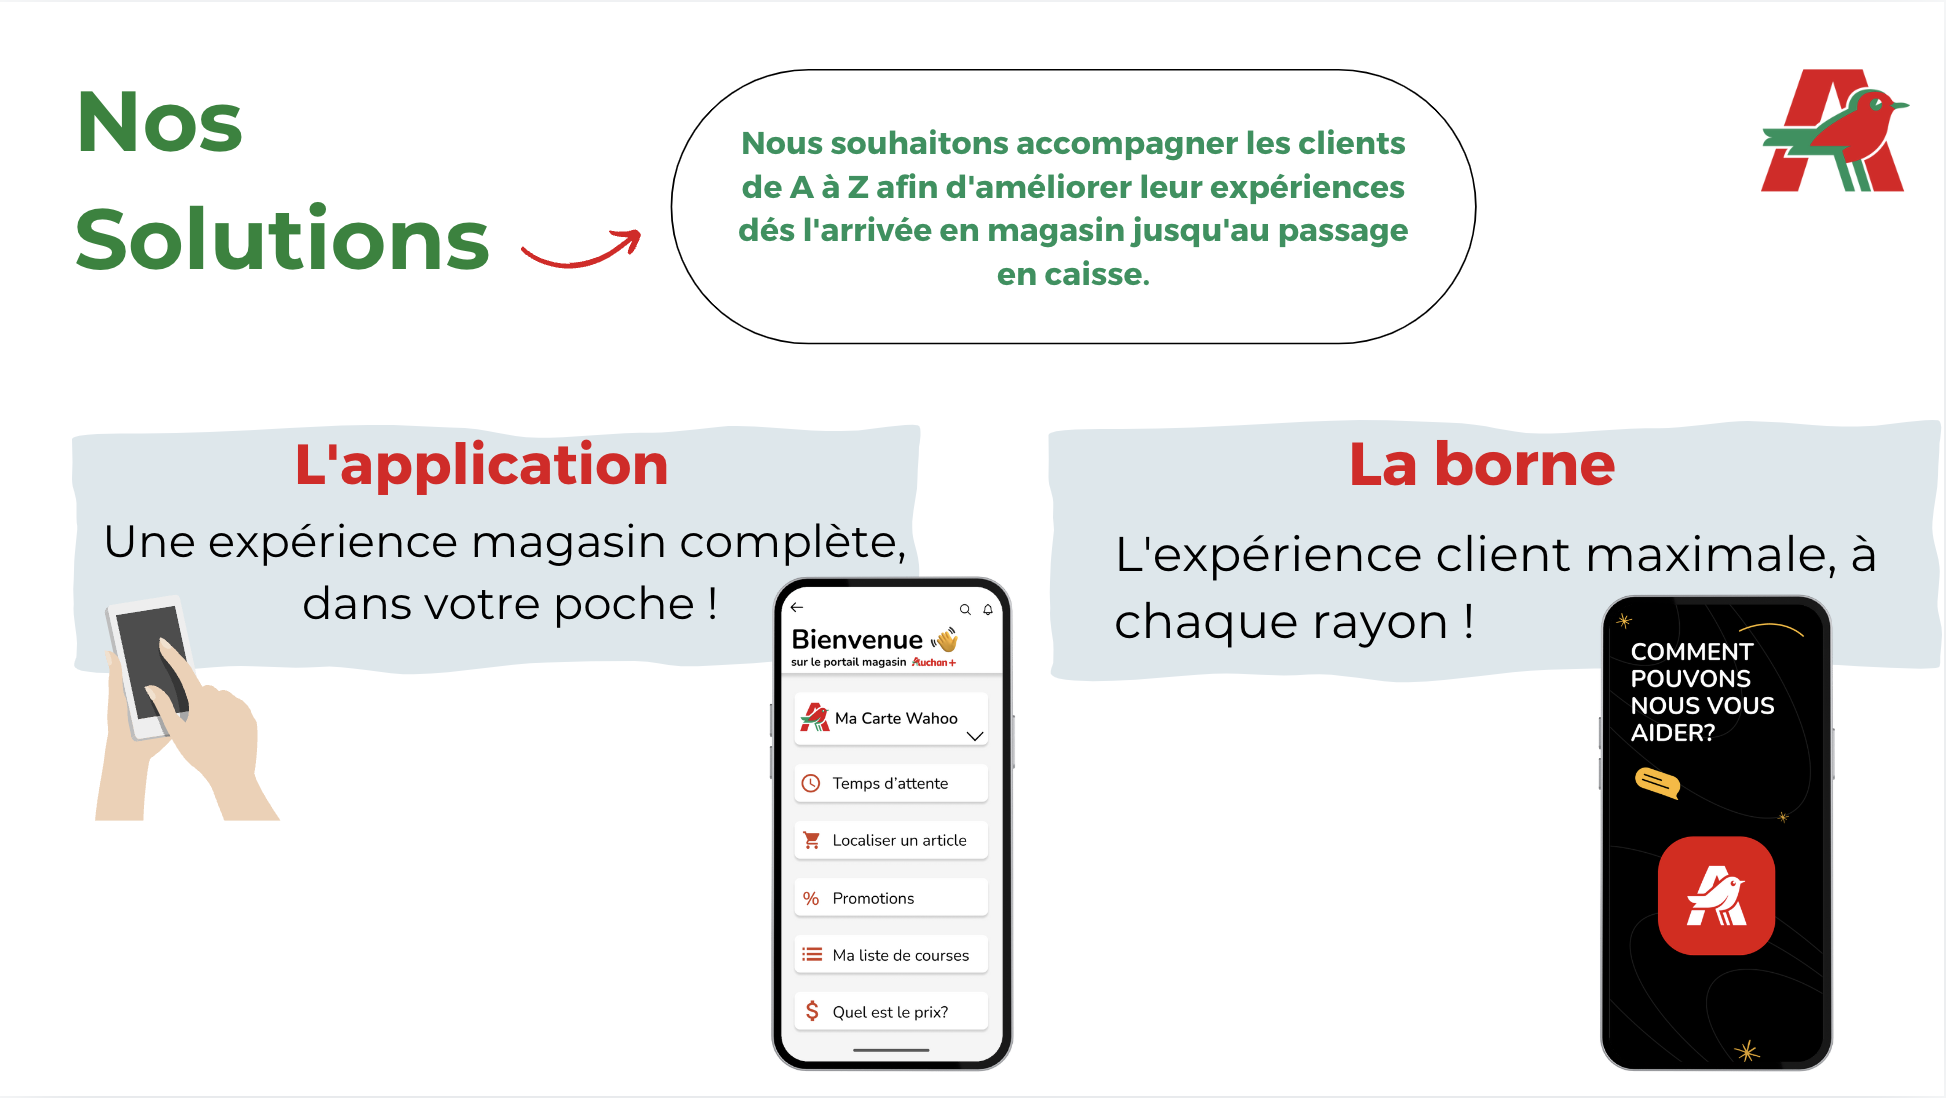 Nos
Solutions
Nous souhaitons accompagner les clients
de A à Z afin d'améliorer leur expériences
dés l'arrivée en magasin jusqu'au passage
en caisse.
L'application
Une expérience magasin complète,
dans votre poche !
Bienvenue
sur le portail magasin Auchan+
Ma Carte Wahoo
Temps d'attente
Localiser un article
% Promotions
Ma liste de courses
$ Quel est le prix?
La borne
L'expérience client maximale, à
chaque rayon !
COMMENT
POUVONS
NOUS VOUS
AIDER?